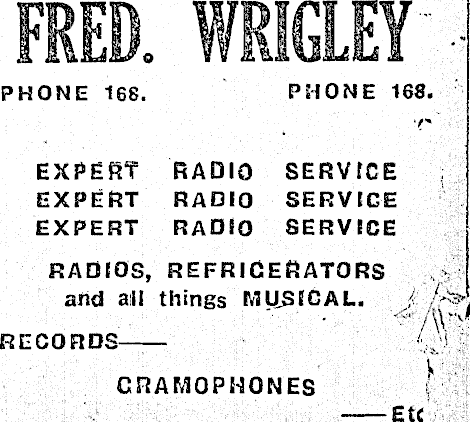 FRED. WRIGLEY
PHONE 168. PHONE 168.
EXPERT RADIO SERVICE
EXPERT RADIO SERVICE
EXPERT RADIO SERVICE
RADIOS, REFRIGERATORS
and all things MUSICAL.
RECORDS——
GRAMOPHONES
——Etc